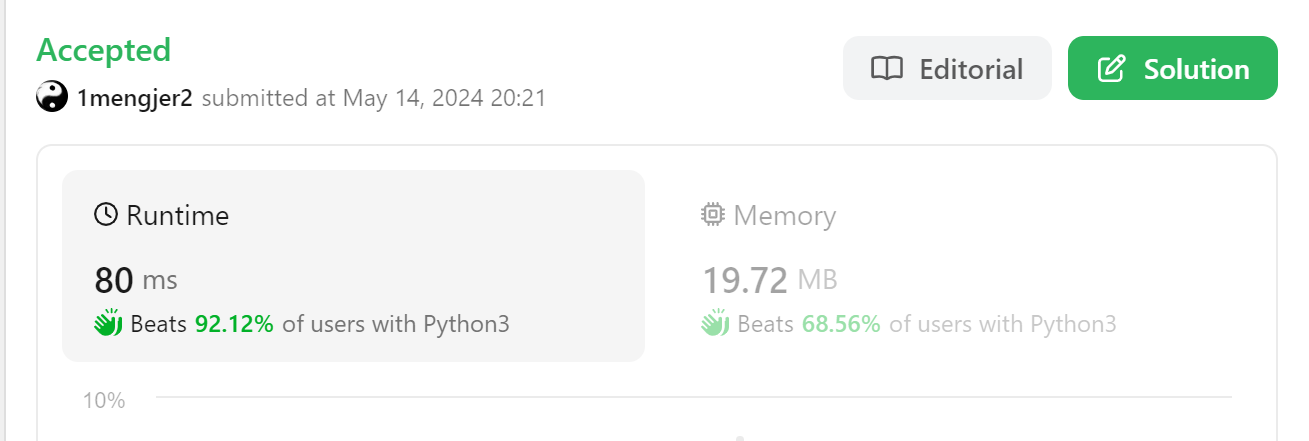 Accepted
Editorial
Solution
1mengjer2 submitted at May 14, 2024 20:21
Runtime
Memory
80 ms
19.72 MB
Beats 92.12% of users with Python3
Beats 68.56% of users with Python3
10%